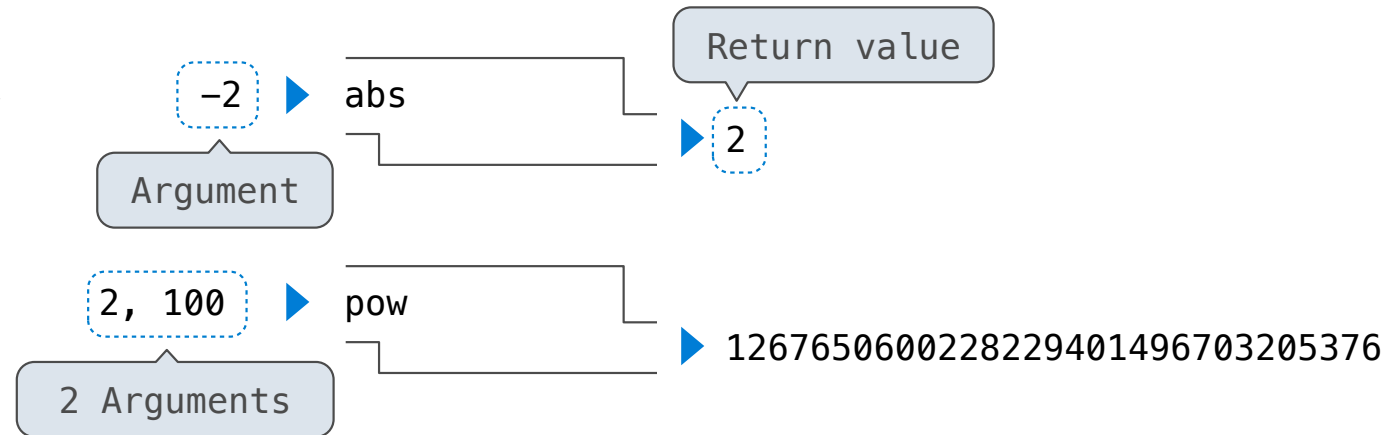 Return value
-2 abs
2
Argument
2, 100 pow
1267650600228229401496703205376
2 Arguments